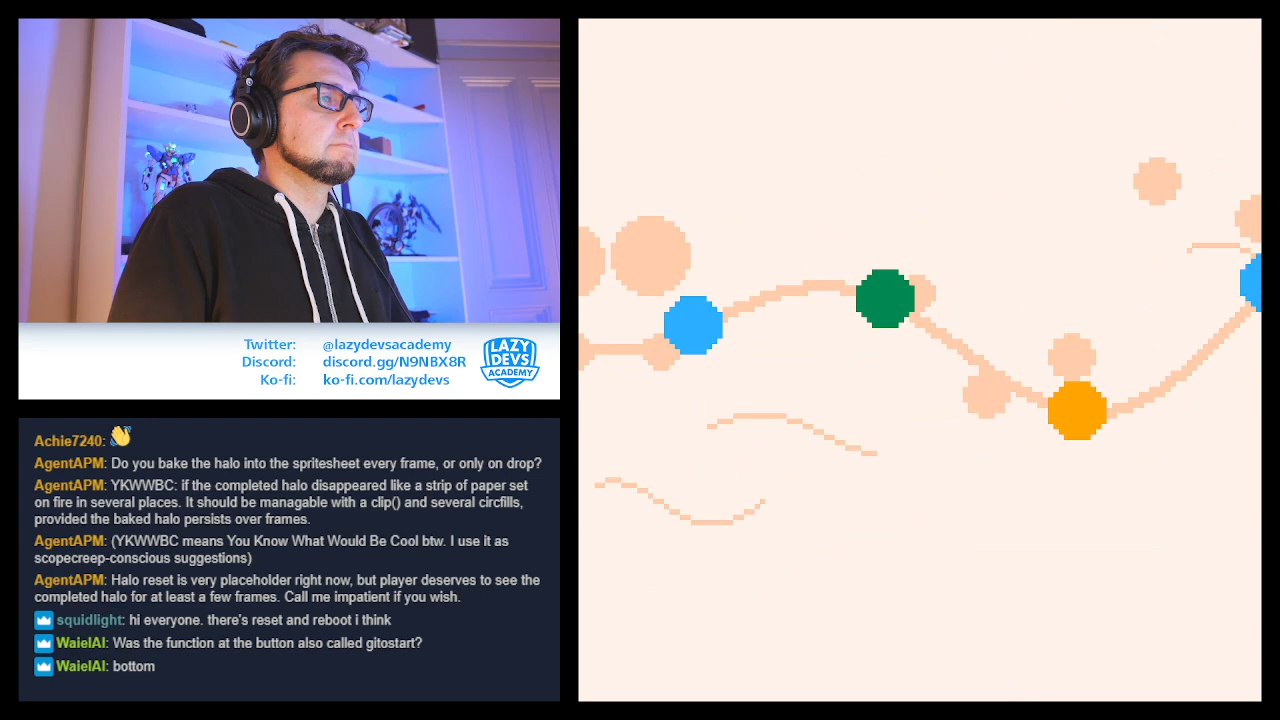 Twitter: @lazydevsacademy
Discord: discord.gg/N9NBX8R
Ko-fi: ko-fi.com/lazydevs
LAZY
DEVS
ACADEMY
Achie7240:
AgentAPM: Do you bake the halo into the spritesheet every frame, or only on drop?
AgentAPM: YKWWBC: if the completed halo disappeared like a strip of paper set
on fire in several places. It should be managable with a clip() and several circfills,
provided the baked halo persists over frames.
AgentAPM: (YKWWBC means You Know What Would Be Cool btw. I use it as
scopecreep-conscious suggestions)
AgentAPM: Halo reset is very placeholder right now, but player deserves to see the
completed halo for at least a few frames. Call me impatient if you wish.
squidlight: hi everyone. there's reset and reboot i think
WaielAI: Was the function at the button also called gitostart?
WaielAI: bottom